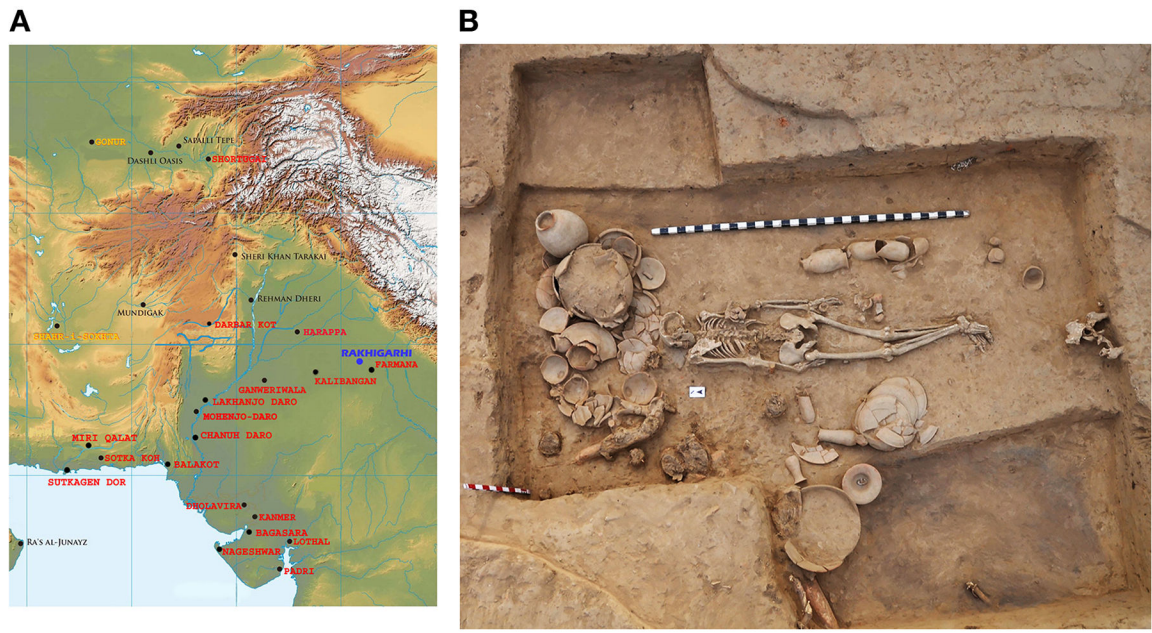 A
B
GONUR
SAPALLI TEPE
DASHLI OASIS
SHORTUGAI
SHERI KHAN TARAKAI
REHMAN DHERI
MUNDIGAK
SHAHR-I-SOKHTA
DARBAR KOT
HARAPPA
RAKHIGARHI
FARMANA
KALIBANGAN
GANWERIWALA
LAKHANJO DARO
MOHENJO-DARO
CHANUH DARO
MIRI QALAT
SOTKA KOH
BALAKOT
SUTKAGEN DOR
DHOLAVIRA
KANMER
BAGASARA
LOTHAL
RA'S AL-JUNAYZ
NAGESHWAR
PADRI